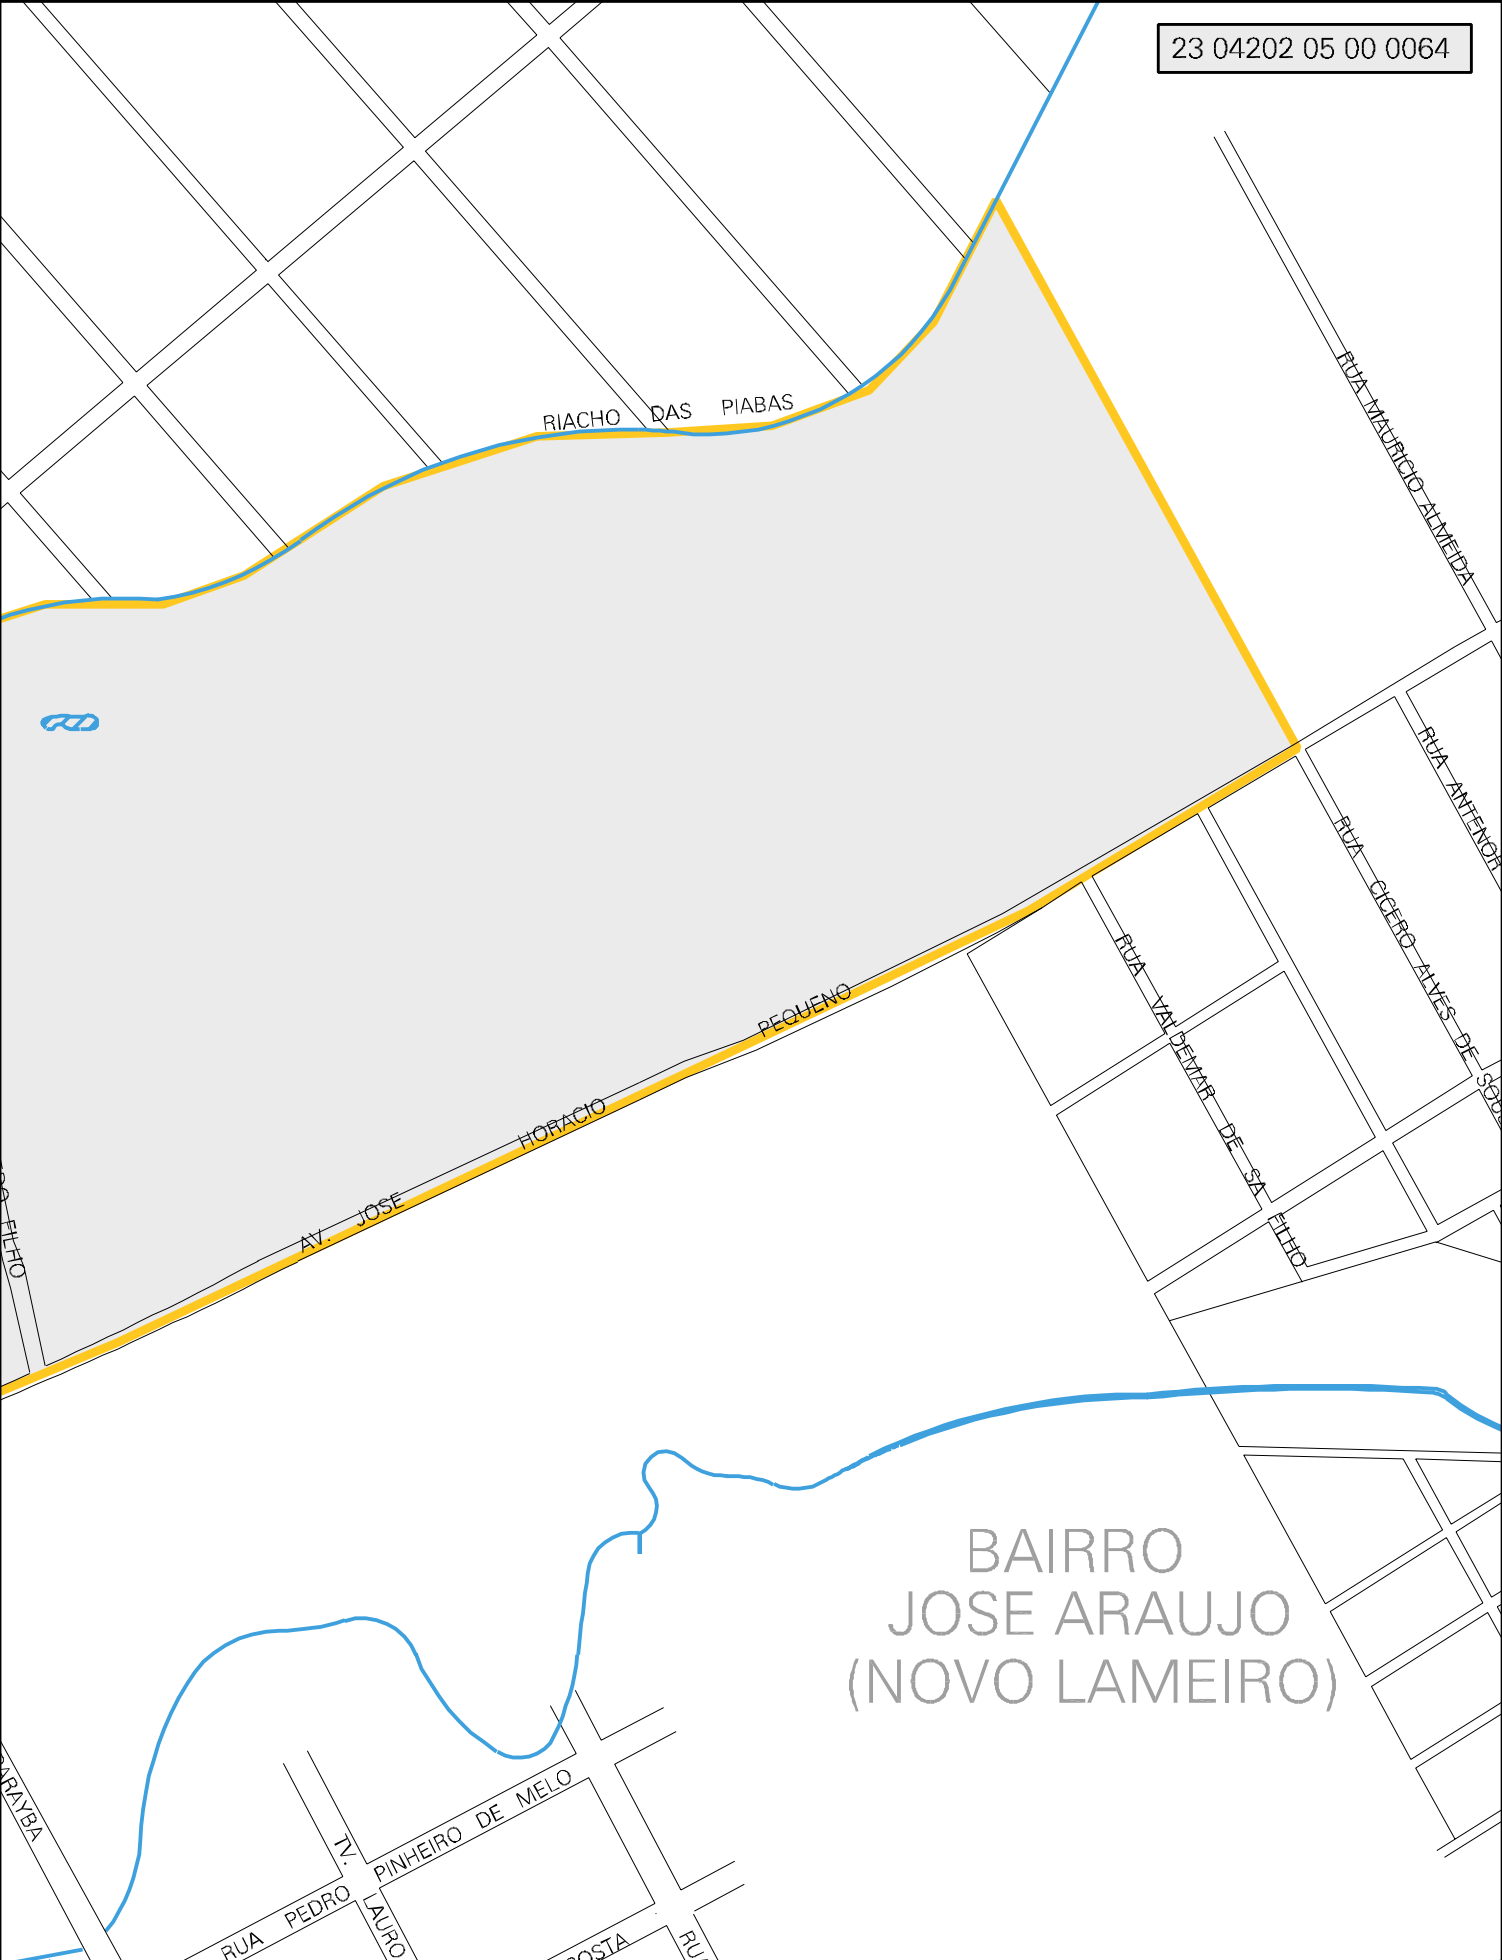 23 04202 05 00 0064
RUA MAURICIO ALMEIDA
RIACHO DAS PIABAS
RUA ANTENOR
RUA CICERO ALVES DE
RUA VALDEMAR DE SA FILHO
AV. JOSE HORACIO PEQUENO
FILHO
BAIRRO
JOSE ARAUJO
(NOVO LAMEIRO)
RUA PEDRO PINHEIRO DE MELO
TV. LAURO